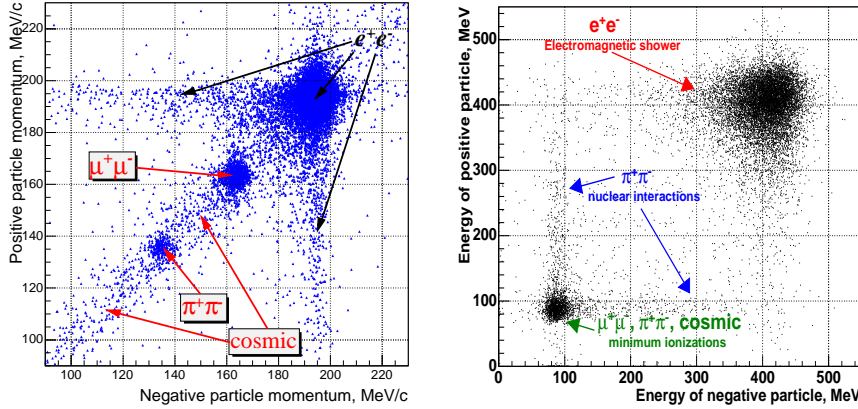 Positive particle momentum, MeV/c
220
200
180
160
140
120
100
e⁺e⁻
μ⁺μ⁻
π⁺π⁻
cosmic
100 120 140 160 180 200 220
Negative particle momentum, MeV/c
Energy of positive particle, MeV
500
400
300
200
100
0
e⁺e⁻
Electromagnetic shower
π⁺π⁻
nuclear interactions
μ⁺μ⁻, π⁺π⁻, cosmic
minimum ionizations
0 100 200 300 400 500
Energy of negative particle, MeV